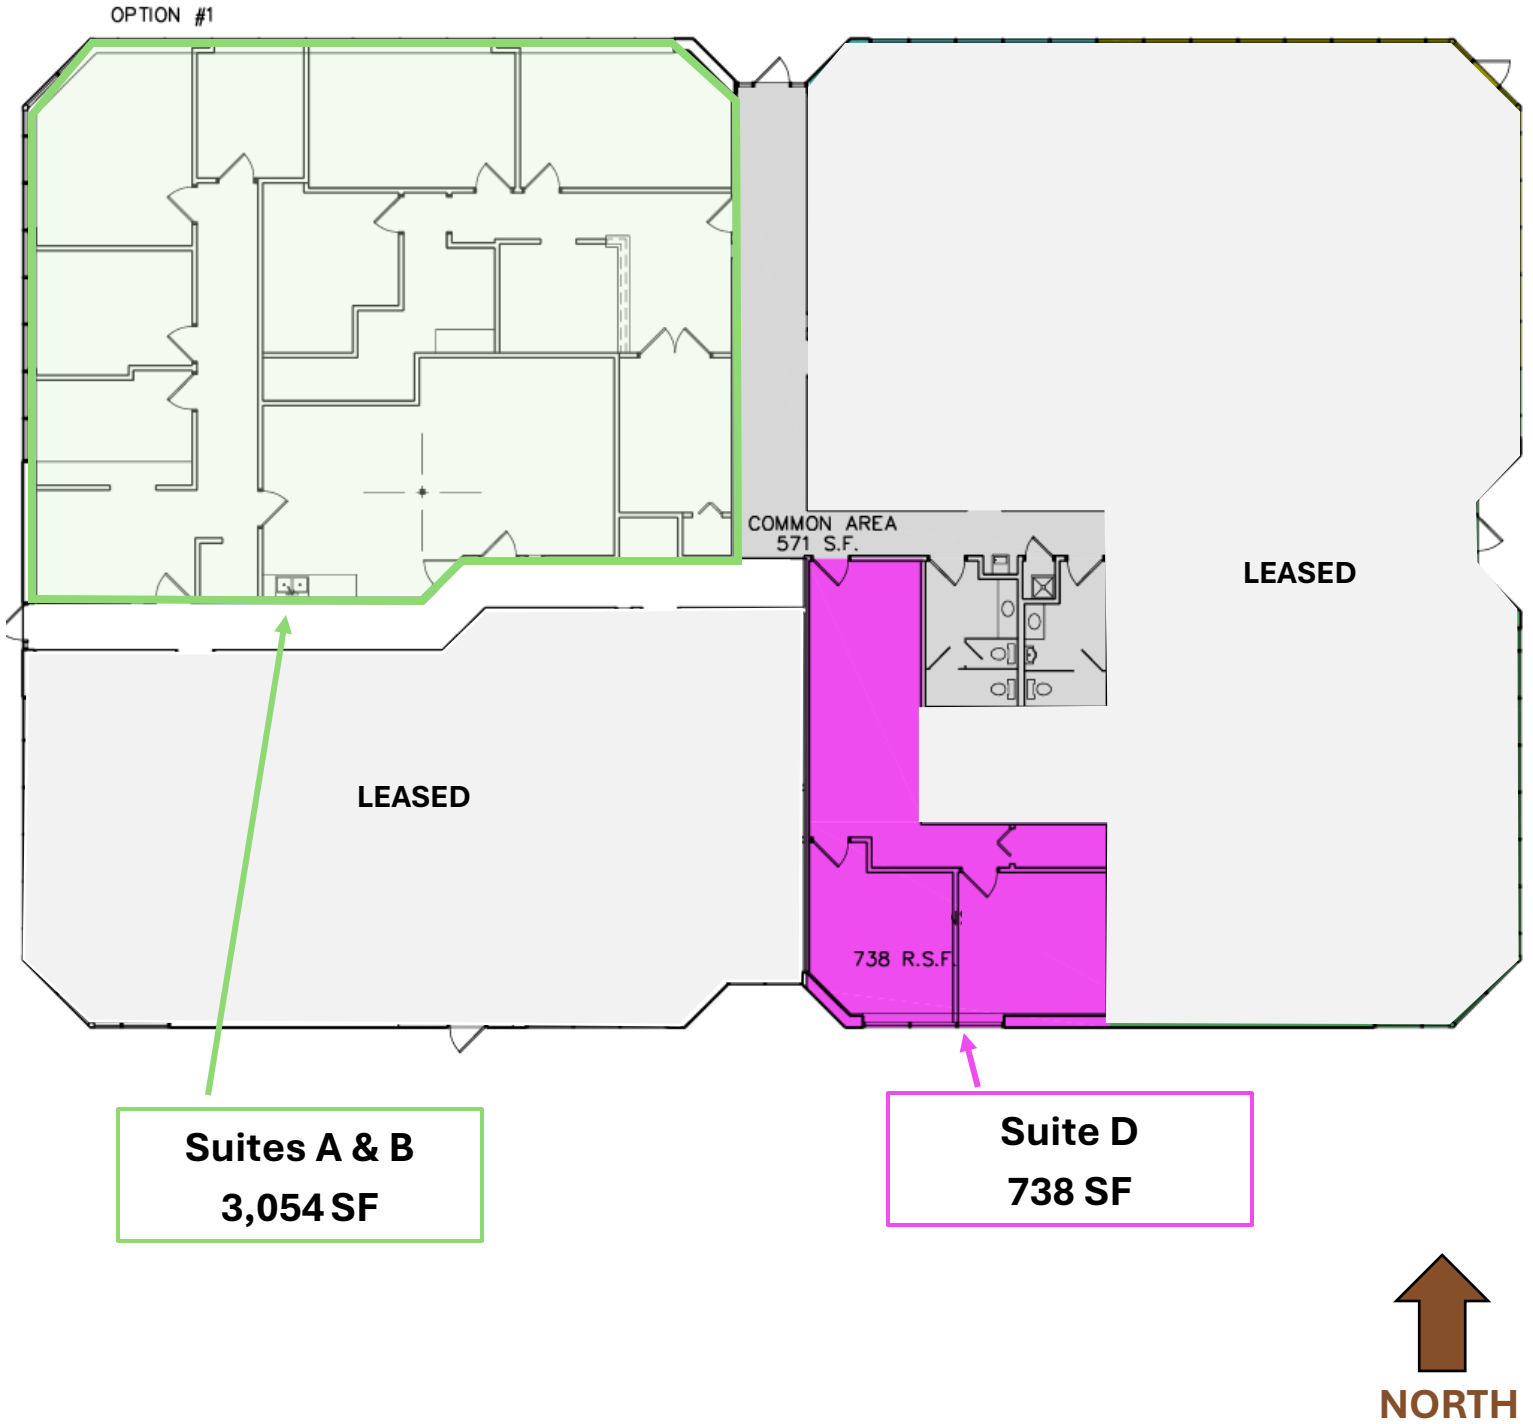 OPTION #1
COMMON AREA
571 S.F.
LEASED
LEASED
738 R.S.F.
Suites A & B
3,054 SF
Suite D
738 SF
NORTH